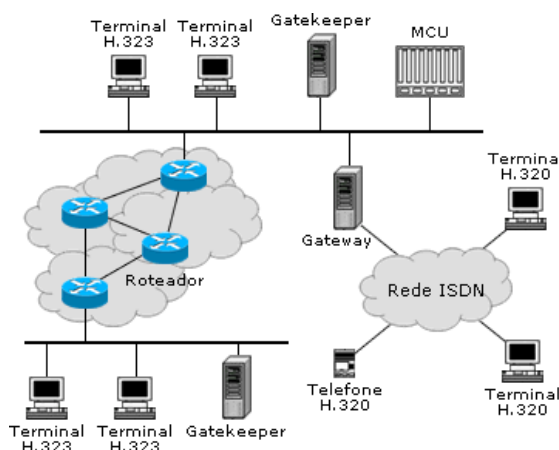 Terminal
H.323
Terminal
H.323
Gatekeeper
MCU
Terminal
H.320
Gateway
Roteador
Rede ISDN
Telefone
H.320
Terminal
H.320
Terminal
H.323
Terminal
H.323
Gatekeeper